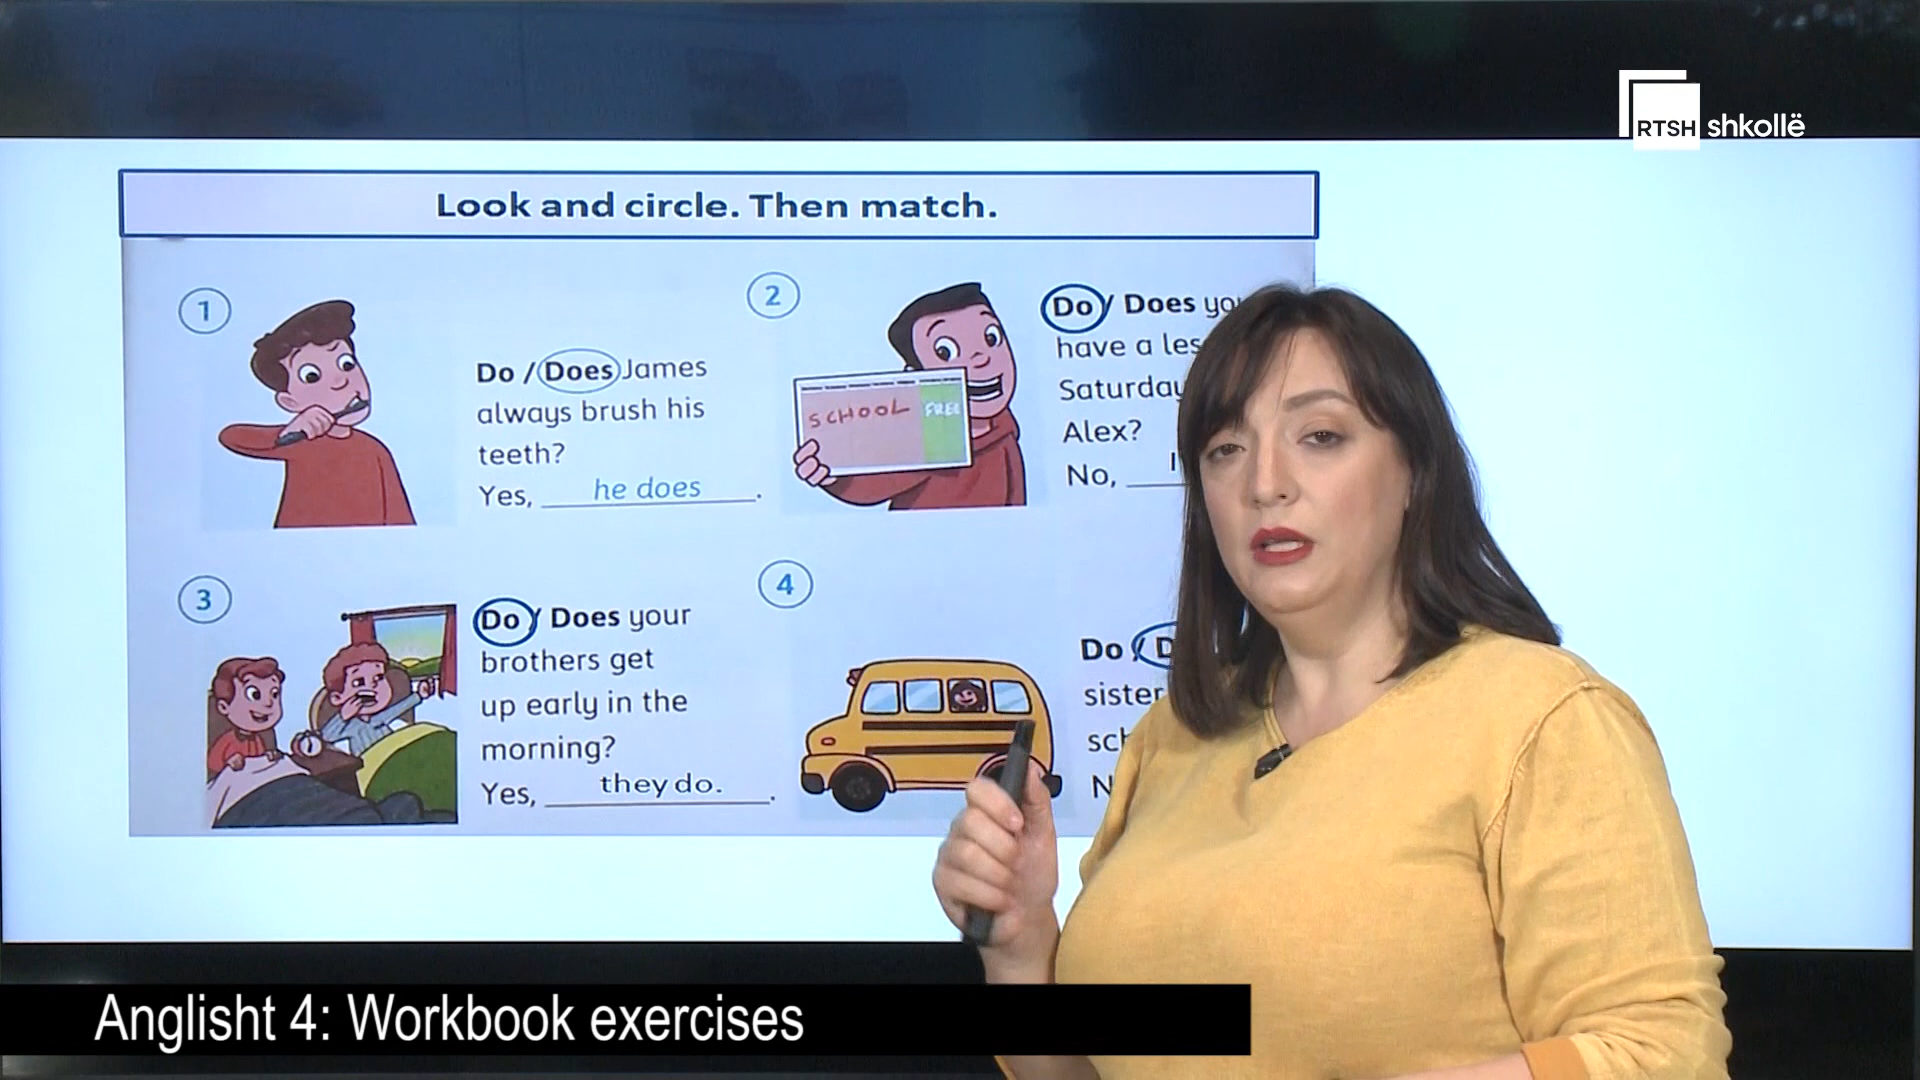 RTSH shkollë
Look and circle. Then match.
1
Do / Does James
always brush his
teeth?
Yes, he does.
2
SCHOOL FREE
Do / Does
have a
Saturday
Alex?
No, I
3
Do / Does your
brothers get
up early in the
morning?
Yes, they do.
4
Do /
sister
Anglisht 4: Workbook exercises